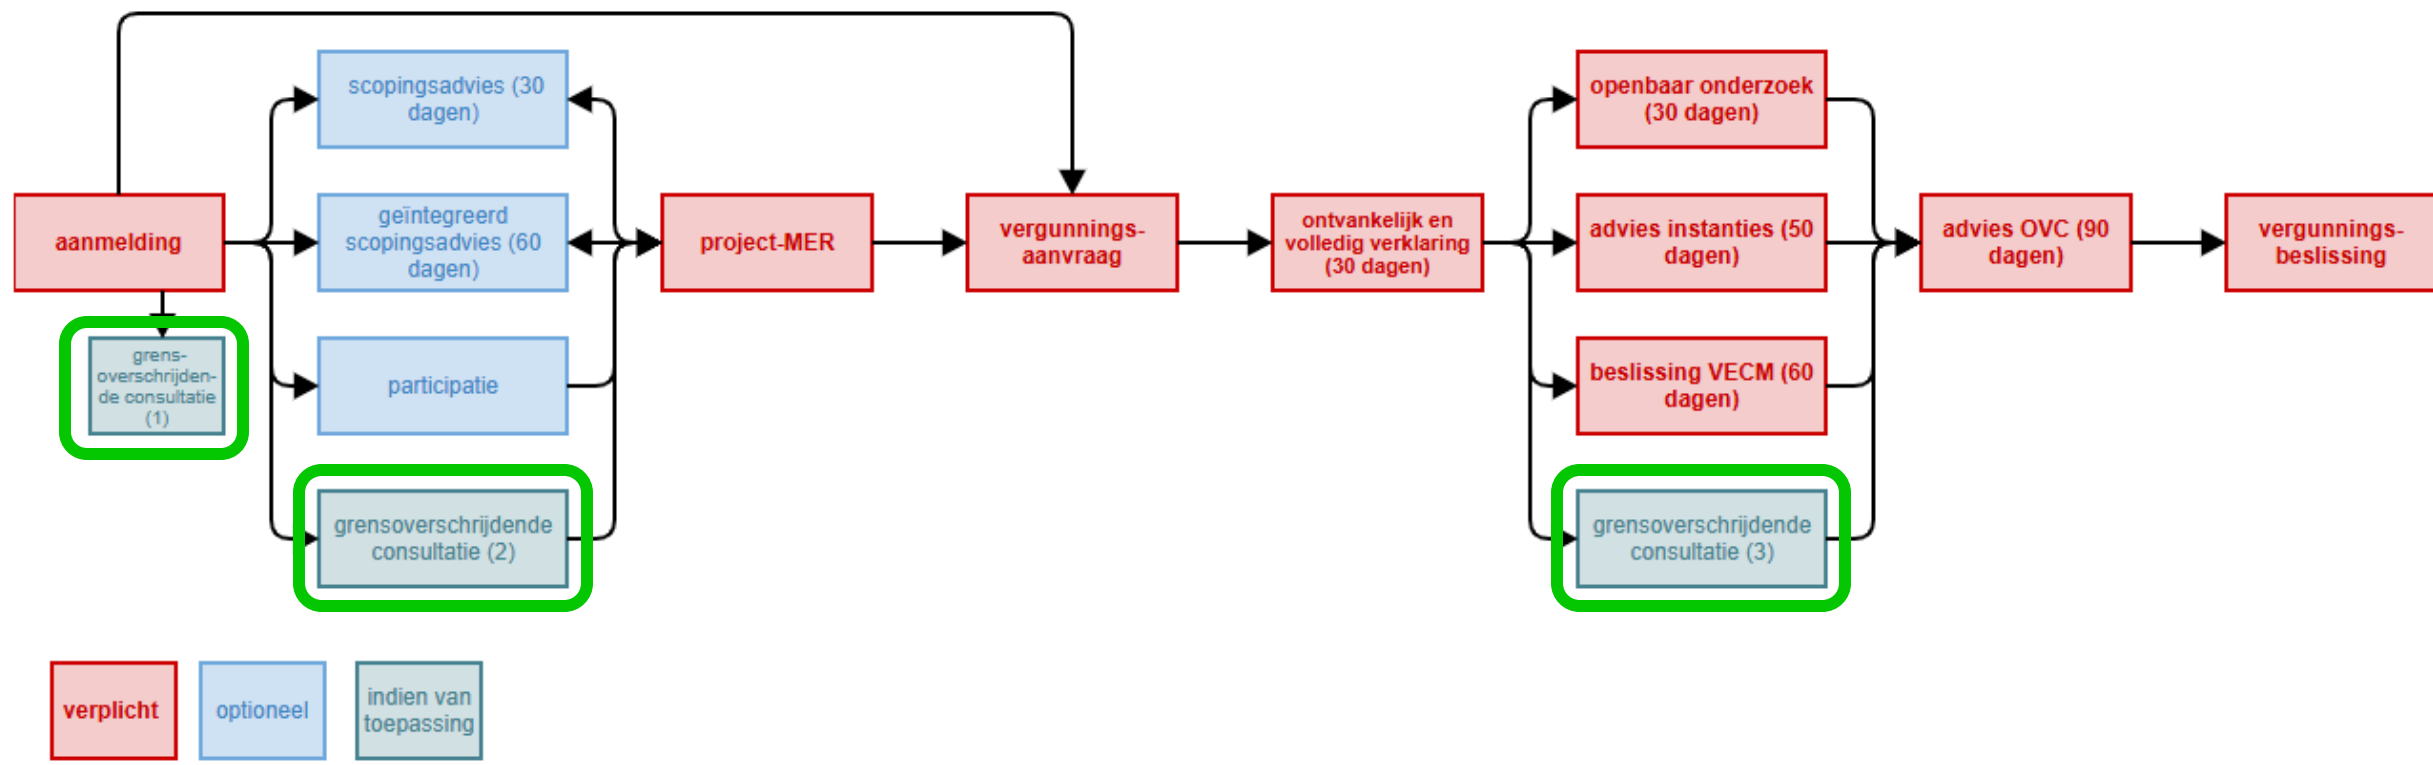 scopingsadvies (30
dagen)
openbaar onderzoek
(30 dagen)
aanmelding
geïntegreerd
scopingsadvies (60
dagen)
project-MER
vergunnings-
aanvraag
ontvankelijk en
volledig verklaring
(30 dagen)
advies instanties (50
dagen)
advies OVC (90
dagen)
vergunnings-
beslissing
grens-
overschrijden-
de consultatie
(1)
participatie
beslissing VECM (60
dagen)
grensoverschrijdende
consultatie (2)
grensoverschrijdende
consultatie (3)
verplicht
optioneel
indien van
toepassing